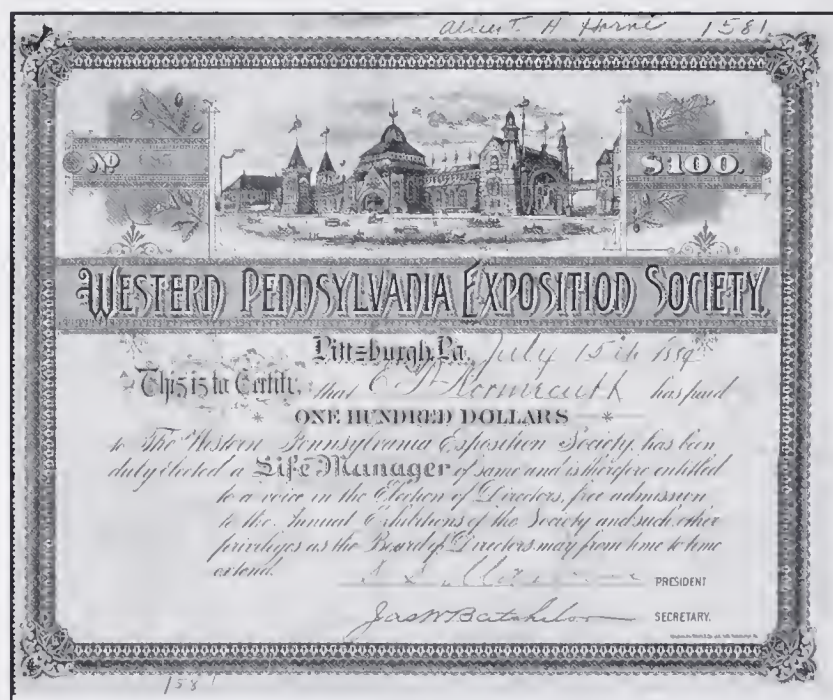 H Horne 1581
No 185 $100.
WESTERN PENNSYLVANIA EXPOSITION SOCIETY,
Pittsburgh, Pa. July 15th 1889
This is to Certify, that E. has paid
ONE HUNDRED DOLLARS
to The Western Pennsylvania Exposition Society, has been
duly elected a Life Manager of same and is therefore entitled
to a voice in the Election of Directors, free admission
to the Annual Exhibitions of the Society and such other
privileges as the Board of Directors may from time to time
extend.
PRESIDENT
Jas W Batchelor SECRETARY.
158